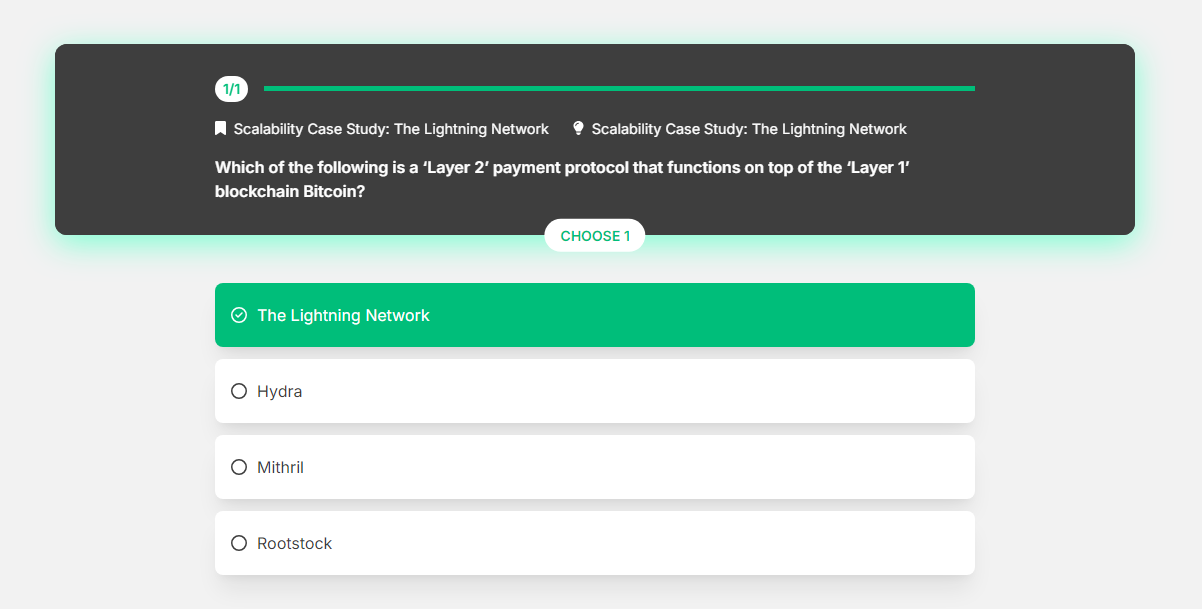 1/1
Scalability Case Study: The Lightning Network Scalability Case Study: The Lightning Network
Which of the following is a ‘Layer 2’ payment protocol that functions on top of the ‘Layer 1’
blockchain Bitcoin?
CHOOSE 1
The Lightning Network
Hydra
Mithril
Rootstock